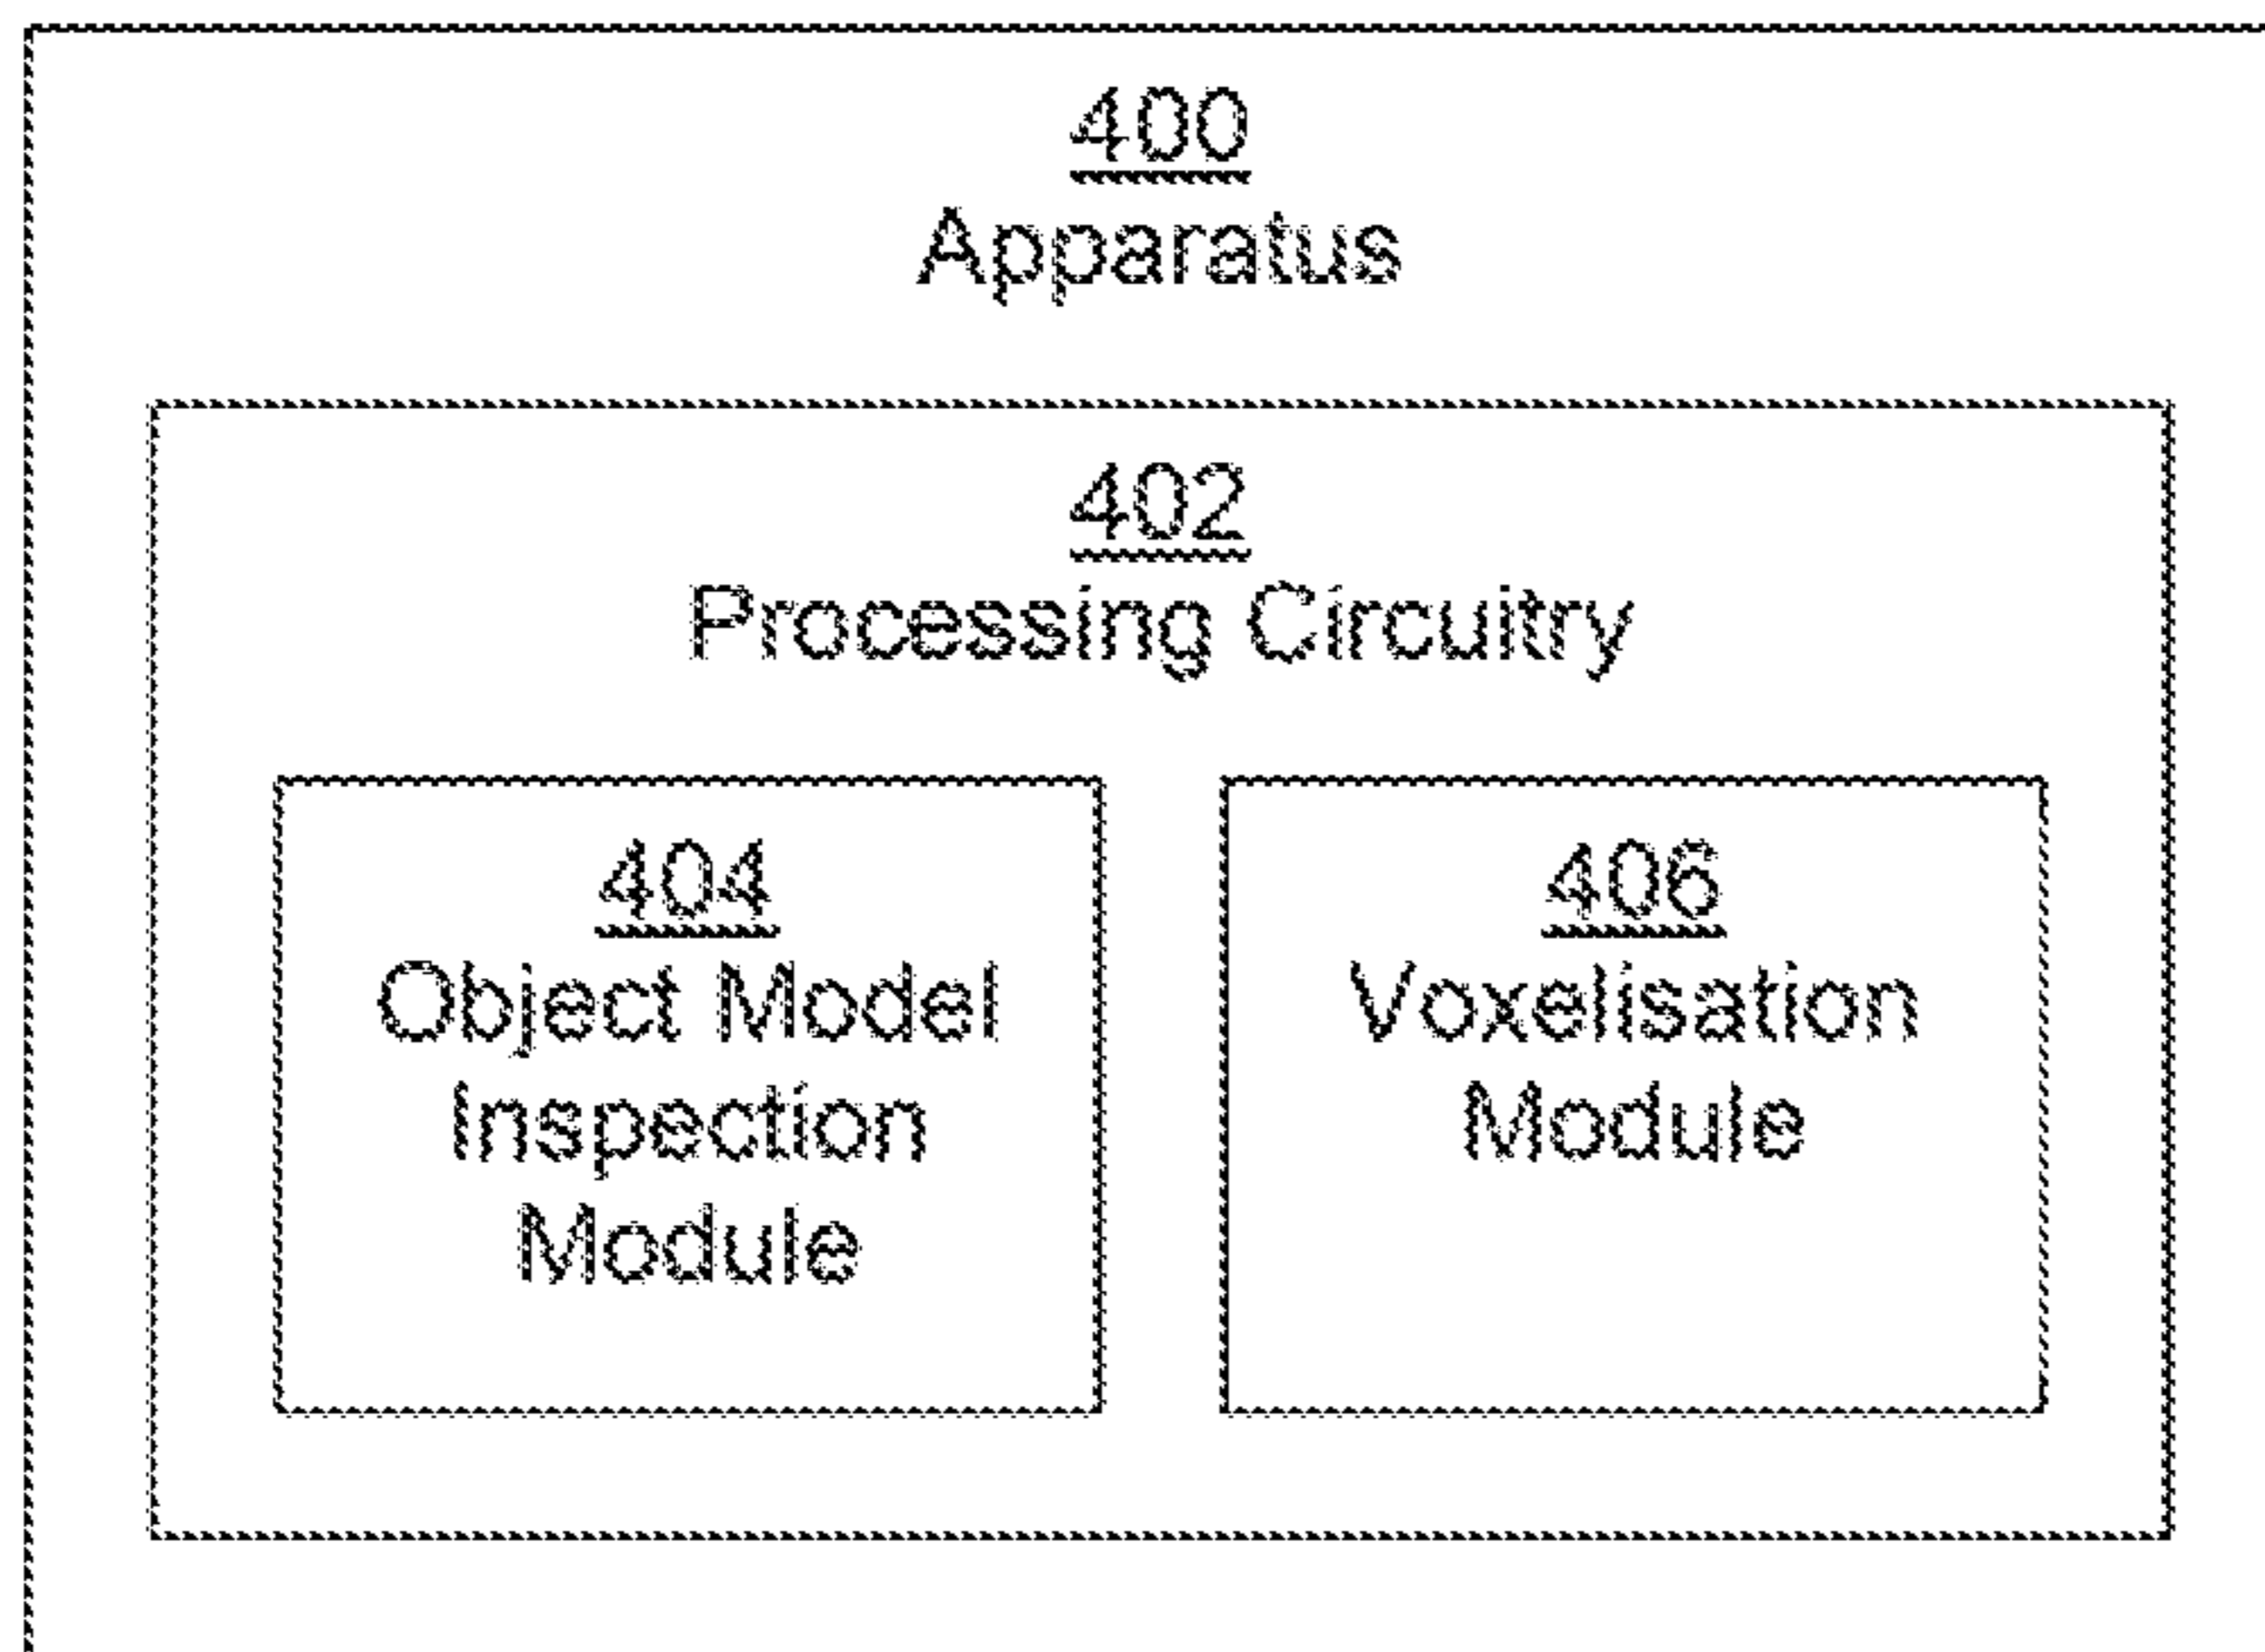 400
Apparatus
402
Processing Circuitry
404
Object Model
Inspection
Module
406
Voxelisation
Module